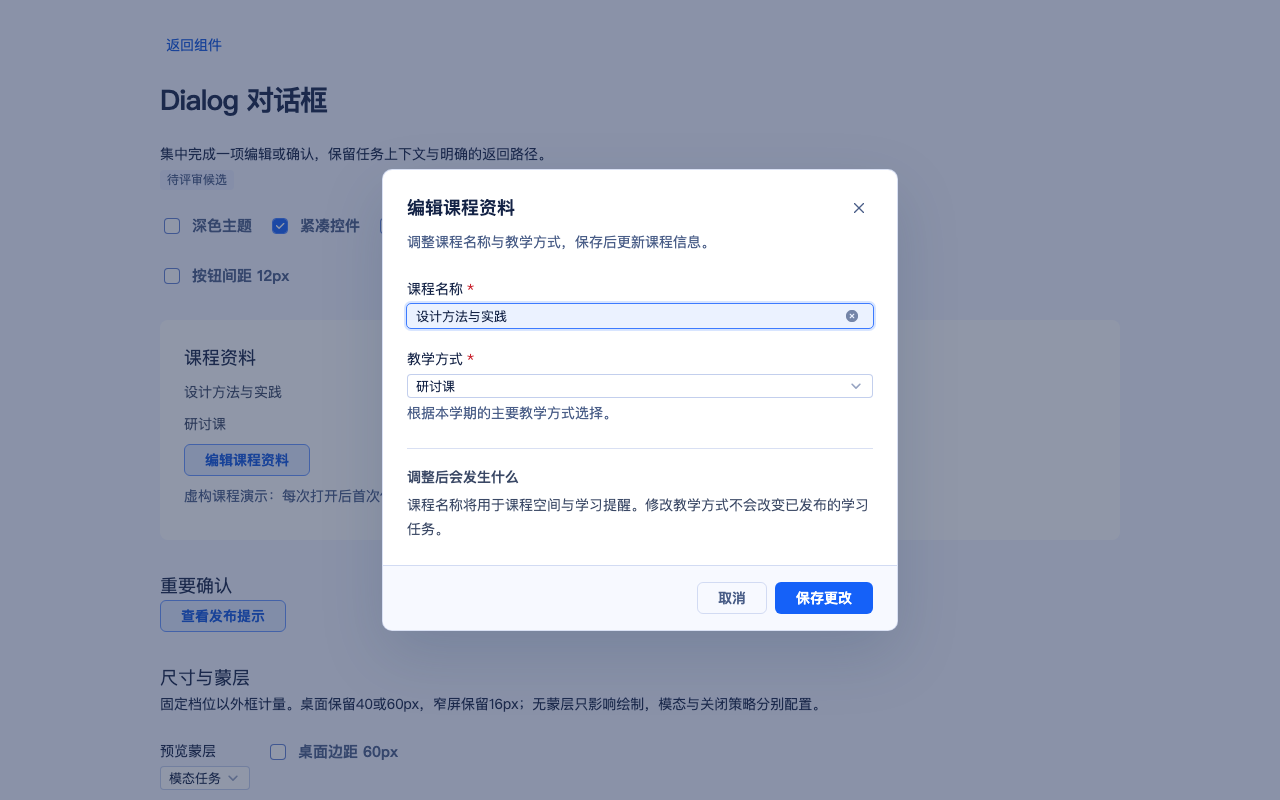 返回组件
Dialog 对话框
集中完成一项编辑或确认，保留任务上下文与明确的返回路径。
待评审候选
深色主题
紧凑控件
按钮间距 12px
课程资料
设计方法与实践
研讨课
编辑课程资料
虚构课程演示：每次打开后首次
重要确认
查看发布提示
尺寸与蒙层
固定档位以外框计量。桌面保留40或60px，窄屏保留16px；无蒙层只影响绘制，模态与关闭策略分别配置。
预览蒙层
桌面边距 60px
模态任务
编辑课程资料
调整课程名称与教学方式，保存后更新课程信息。
课程名称 *
设计方法与实践
教学方式 *
研讨课
根据本学期的主要教学方式选择。
调整后会发生什么
课程名称将用于课程空间与学习提醒。修改教学方式不会改变已发布的学习
任务。
取消
保存更改